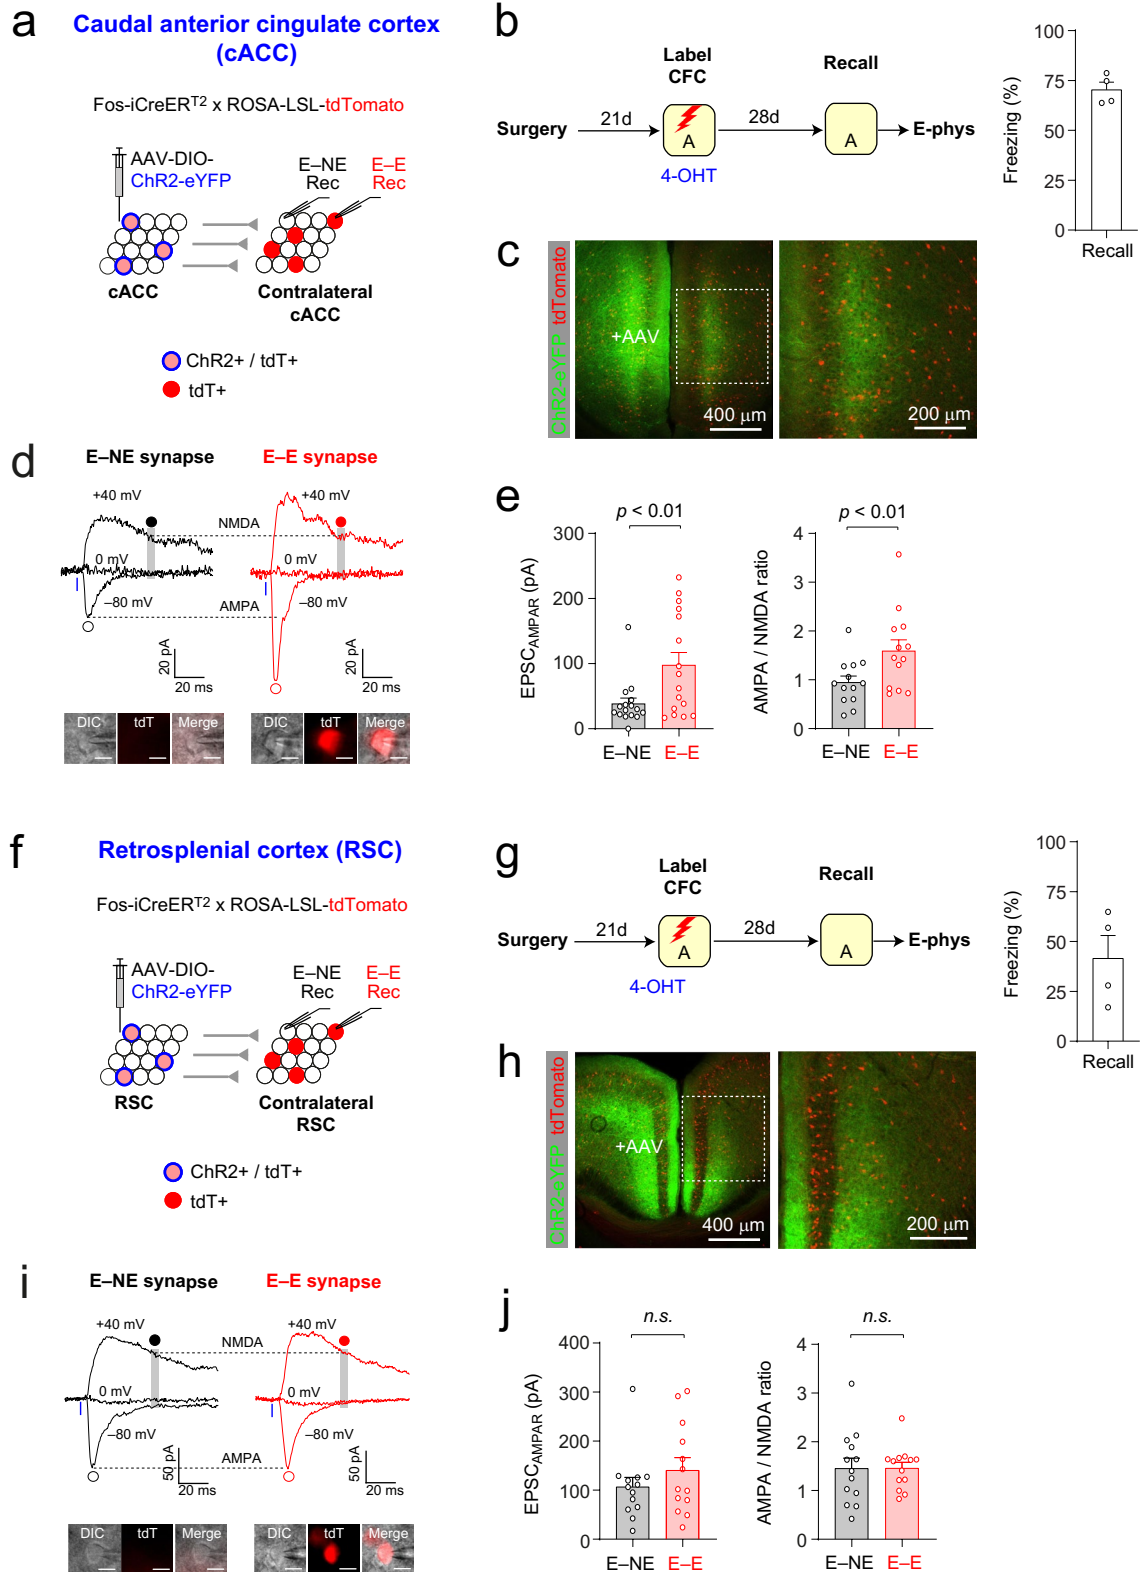 a
Caudal anterior cingulate cortex
(cACC)
Fos-iCreERT2 x ROSA-LSL-tdTomato
AAV-DIO-
ChR2-eYFP
E–NE
Rec
E–E
Rec
cACC
Contralateral
cACC
ChR2+ / tdT+
tdT+
b
Label
CFC
Recall
Surgery
21d
A
28d
A
E-phys
4-OHT
Freezing (%)
100
75
50
25
0
Recall
c
ChR2-eYFP tdTomato
+AAV
400 µm
200 µm
d
E–NE synapse
E–E synapse
+40 mV
+40 mV
NMDA
0 mV
0 mV
–80 mV
–80 mV
AMPA
20 pA
20 ms
20 pA
20 ms
DIC
tdT
Merge
DIC
tdT
Merge
e
p < 0.01
EPSCAMPAR (pA)
300
200
100
0
E–NE
E–E
p < 0.01
AMPA / NMDA ratio
4
3
2
1
0
E–NE
E–E
f
Retrosplenial cortex (RSC)
Fos-iCreERT2 x ROSA-LSL-tdTomato
AAV-DIO-
ChR2-eYFP
E–NE
Rec
E–E
Rec
RSC
Contralateral
RSC
ChR2+ / tdT+
tdT+
g
Label
CFC
Recall
Surgery
21d
A
28d
A
E-phys
4-OHT
Freezing (%)
100
75
50
25
0
Recall
h
ChR2-eYFP tdTomato
+AAV
400 µm
200 µm
i
E–NE synapse
E–E synapse
+40 mV
+40 mV
NMDA
0 mV
0 mV
–80 mV
–80 mV
AMPA
50 pA
20 ms
50 pA
20 ms
DIC
tdT
Merge
DIC
tdT
Merge
j
n.s.
EPSCAMPAR (pA)
400
300
200
100
0
E–NE
E–E
n.s.
AMPA / NMDA ratio
4
3
2
1
0
E–NE
E–E